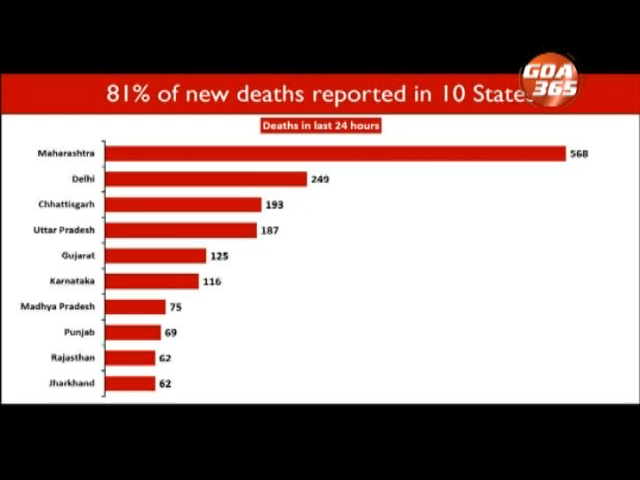 GOA
365
81% of new deaths reported in 10 States
Deaths in last 24 hours
Maharashtra 568
Delhi 249
Chhattisgarh 193
Uttar Pradesh 187
Gujarat 125
Karnataka 116
Madhya Pradesh 75
Punjab 69
Rajasthan 62
Jharkhand 62